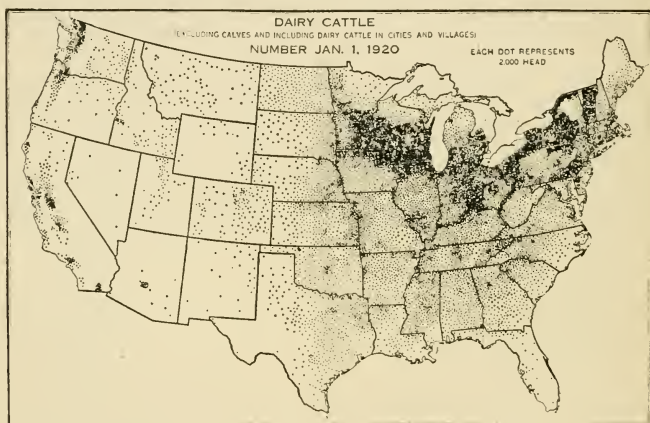 DAIRY CATTLE
(EXCLUDING CALVES AND INCLUDING DAIRY CATTLE IN CITIES AND VILLAGES)
NUMBER JAN. 1, 1920
EACH DOT REPRESENTS
2,000 HEAD